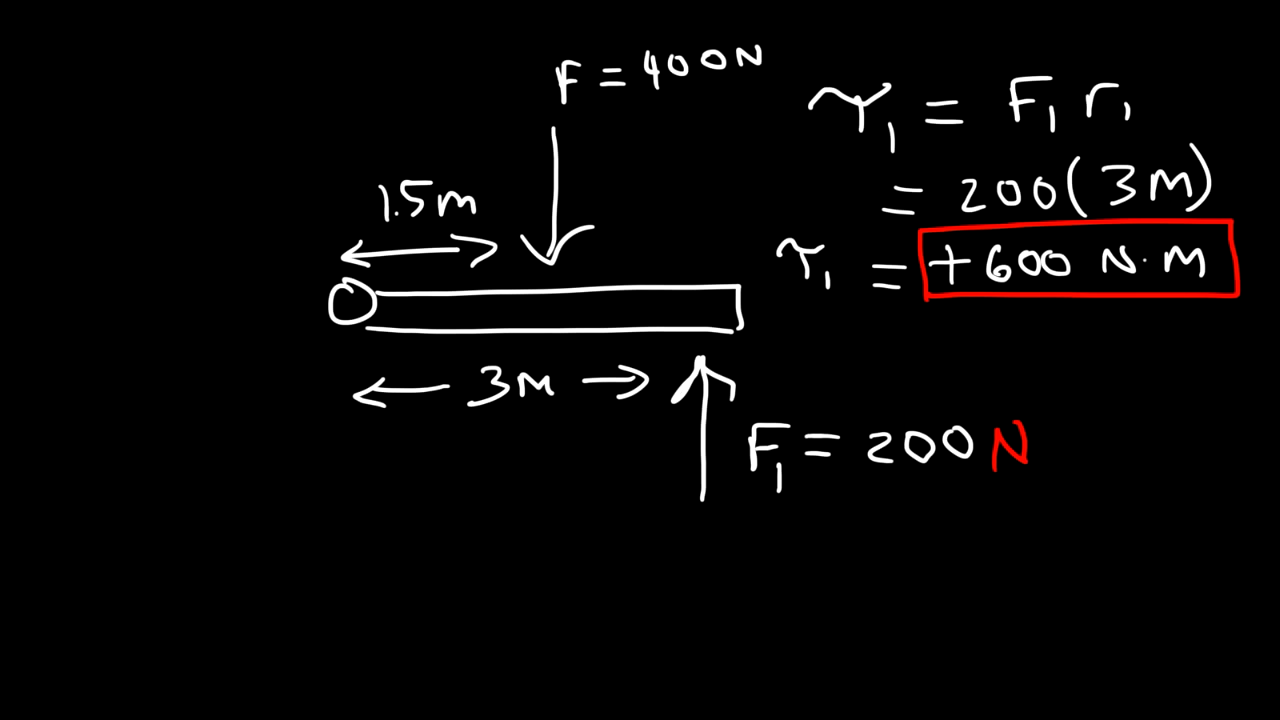 F = 400N
τ₁ = F₁ r₁
1.5m
= 200(3M)
τ₁ = +600 N·M
3M
F₁ = 200N